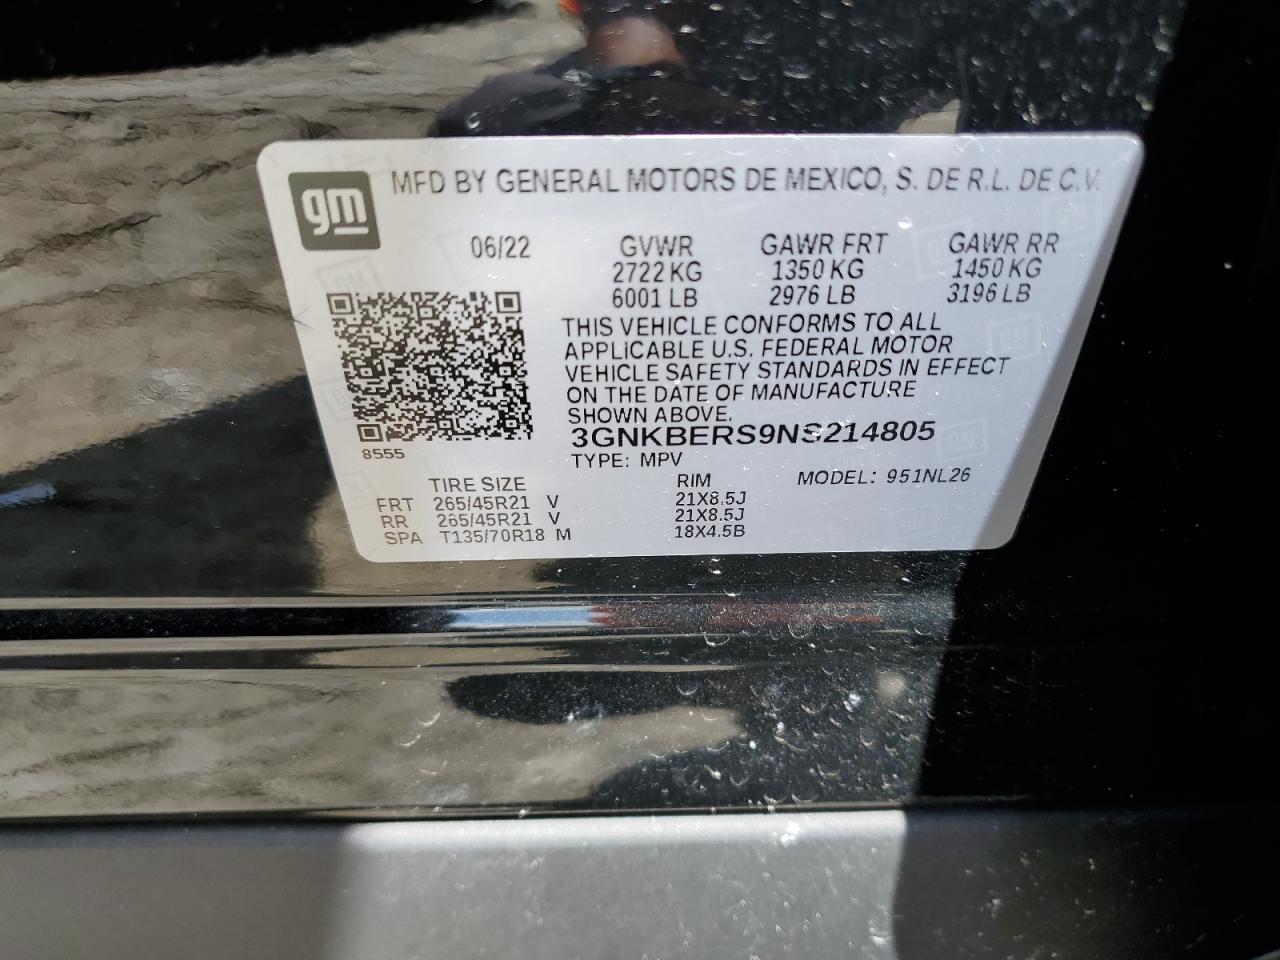 gm
MFD BY GENERAL MOTORS DE MEXICO, S. DE R.L. DE C.V.
06/22 GVWR GAWR FRT GAWR RR
2722 KG 1350 KG 1450 KG
6001 LB 2976 LB 3196 LB
THIS VEHICLE CONFORMS TO ALL
APPLICABLE U.S. FEDERAL MOTOR
VEHICLE SAFETY STANDARDS IN EFFECT
ON THE DATE OF MANUFACTURE
SHOWN ABOVE.
3GNKBERS9NS214805
8555
TYPE: MPV
TIRE SIZE RIM MODEL: 951NL26
FRT 265/45R21 V 21X8.5J
RR 265/45R21 V 21X8.5J
SPA T135/70R18 M 18X4.5B